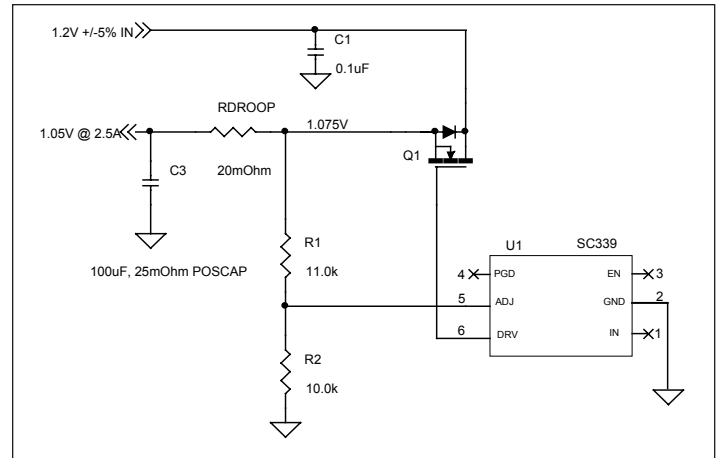 1.2V +/-5% IN
C1
0.1uF
RDROOP
1.05V @ 2.5A
1.075V
Q1
C3
20mOhm
U1
SC339
R1
4
PGD
EN
3
100uF, 25mOhm POSCAP
11.0k
5
ADJ
GND
2
6
DRV
IN
1
R2
10.0k